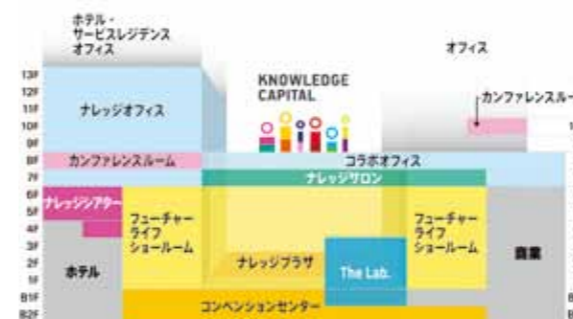 ホテル・
サービスレジデンス
オフィス
オフィス
13F
12F
11F
10F
9F
8F
7F
6F
5F
4F
3F
2F
1F
B1F
B2F
KNOWLEDGE
CAPITAL
ナレッジオフィス
カンファレンスルー
カンファレンスルーム
コラボオフィス
ナレッジサロン
ナレッジシアター
フューチャー
ライフ
ショールーム
フューチャー
ライフ
ショールーム
ホテル
ナレッジプラザ
The Lab.
商業
コンベンションセンター